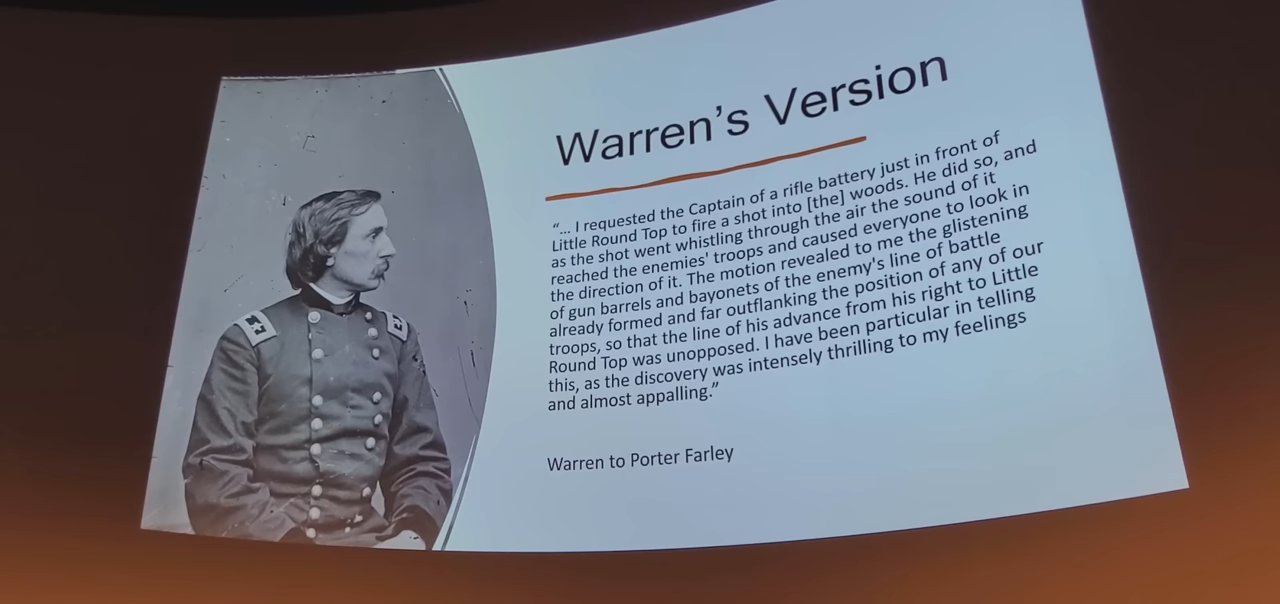 Warren’s Version
“… I requested the Captain of a rifle battery just in front of
Little Round Top to fire a shot into [the] woods. He did so, and
as the shot went whistling through the air the sound of it
reached the enemies' troops and caused everyone to look in
the direction of it. The motion revealed to me the glistening
of gun barrels and bayonets of the enemy's line of battle
already formed and far outflanking the position of any of our
troops, so that the line of his advance from his right to Little
Round Top was unopposed. I have been particular in telling
this, as the discovery was intensely thrilling to my feelings
and almost appalling.”
Warren to Porter Farley